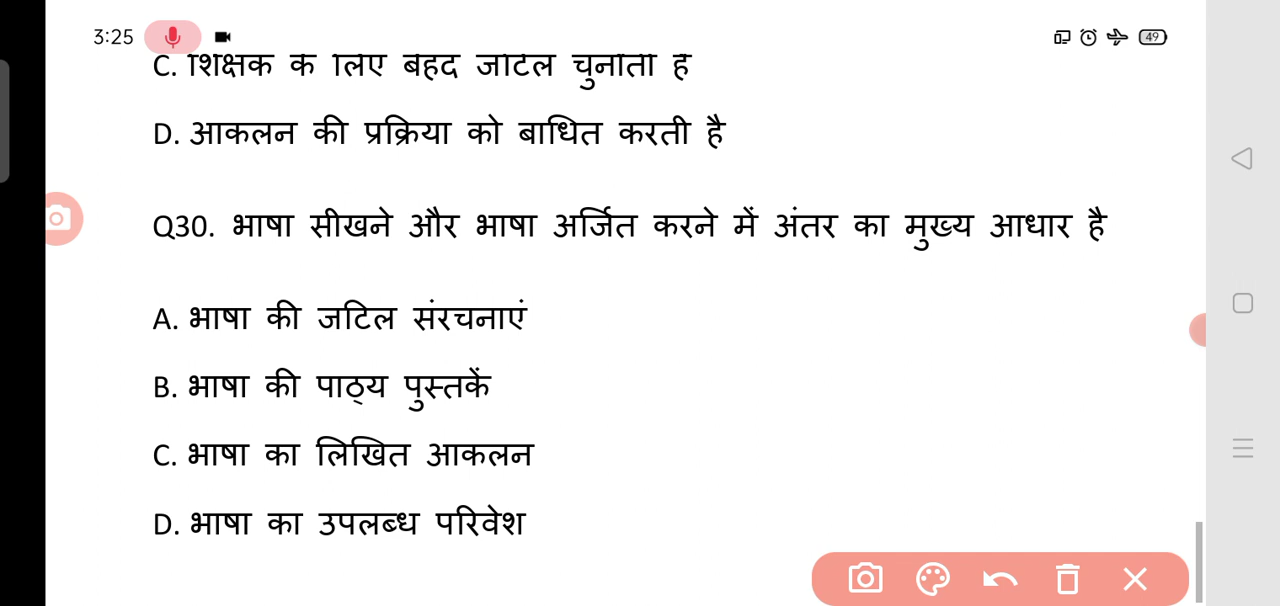 3:25
49
C. शिक्षक के लिए बेहद जटिल चुनौती है
D. आकलन की प्रक्रिया को बाधित करती है
Q30. भाषा सीखने और भाषा अर्जित करने में अंतर का मुख्य आधार है
A. भाषा की जटिल संरचनाएं
B. भाषा की पाठ्य पुस्तकें
C. भाषा का लिखित आकलन
D. भाषा का उपलब्ध परिवेश